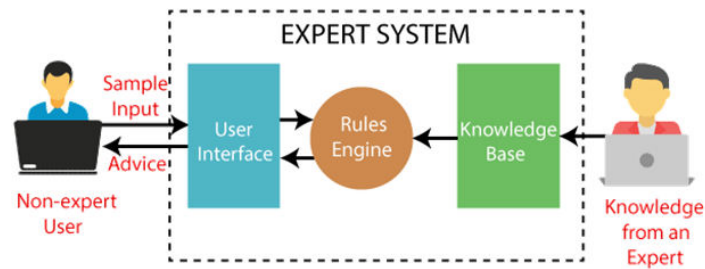 EXPERT SYSTEM
Sample
Input
Advice
Non-expert
User
User
Interface
Rules
Engine
Knowledge
Base
Knowledge
from an
Expert